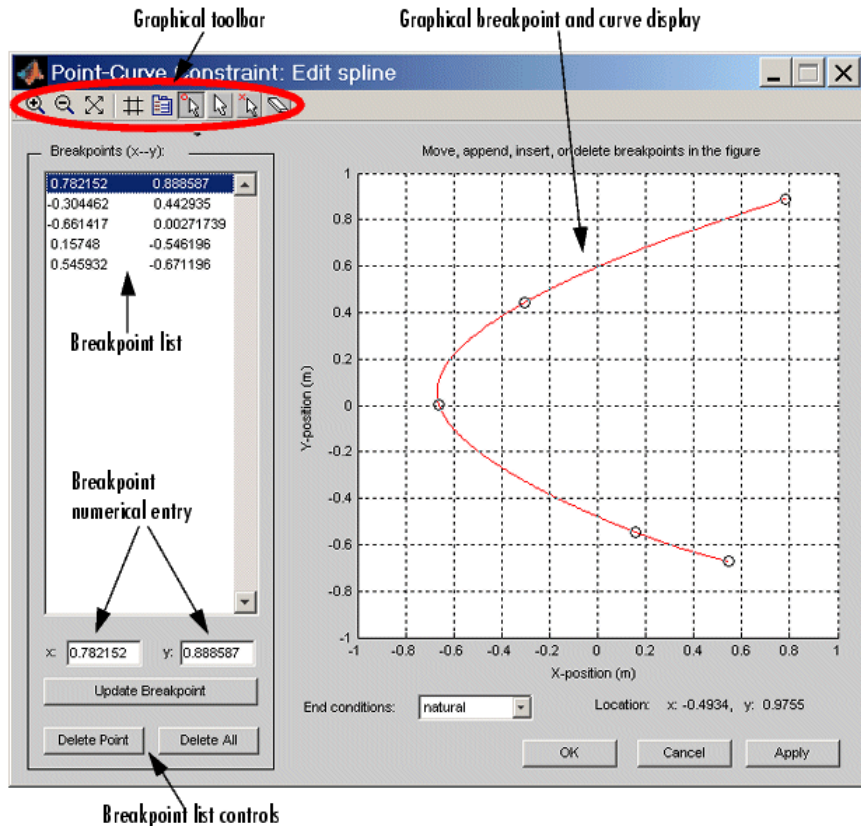 Graphical toolbar
Graphical breakpoint and curve display
Point-Curve Constraint: Edit spline
Breakpoints (x--y):
0.782152 0.888587
-0.304462 0.442935
-0.661417 0.00271739
0.15748 -0.546196
0.545932 -0.671196
Breakpoint list
Breakpoint
numerical entry
x: 0.782152 y: 0.888587
Update Breakpoint
Delete Point Delete All
Breakpoint list controls
Move, append, insert, or delete breakpoints in the figure
1
0.8
0.6
0.4
0.2
0
-0.2
-0.4
-0.6
-0.8
-1
Y-position (m)
-1 -0.8 -0.6 -0.4 -0.2 0 0.2 0.4 0.6 0.8 1
X-position (m)
End conditions: natural Location: x: -0.4934, y: 0.9755
OK Cancel Apply